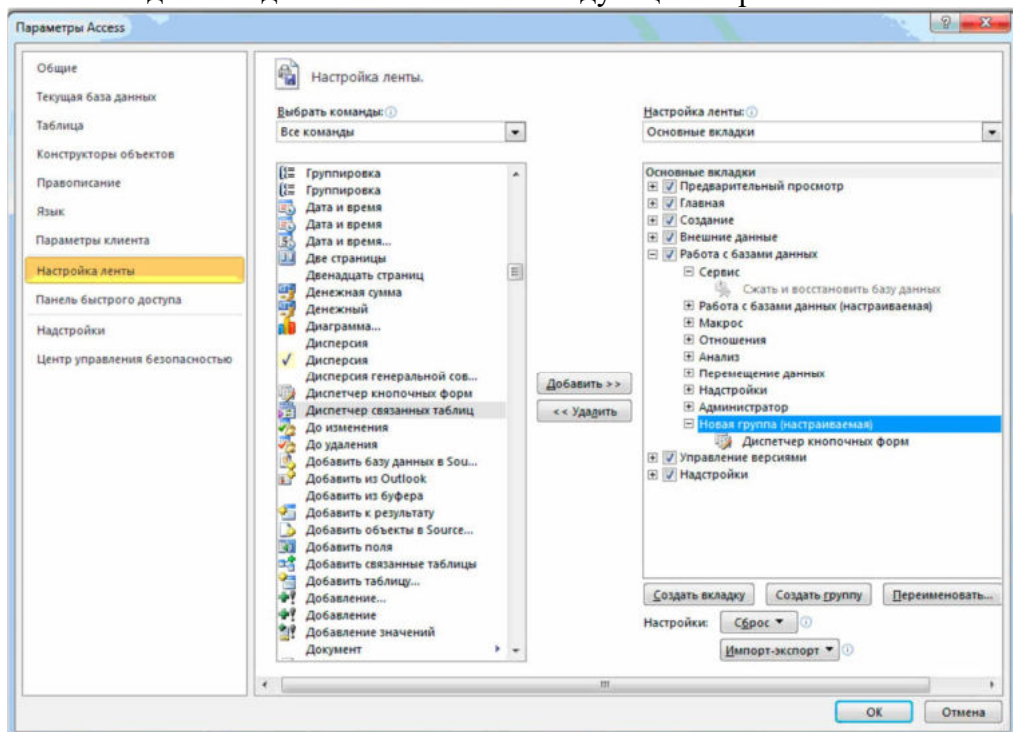 Параметры Access
Общие
Текущая база данных
Таблица
Конструкторы объектов
Правописание
Язык
Параметры клиента
Настройка ленты
Панель быстрого доступа
Надстройки
Центр управления безопасностью
Настройка ленты.
Выбрать команды:
Все команды
Группировка
Группировка
Дата и время
Дата и время
Дата и время...
Две страницы
Двенадцать страниц
Денежная сумма
Денежный
Диаграмма...
Дисперсия
Дисперсия
Дисперсия генеральной сов...
Диспетчер кнопочных форм
Диспетчер связанных таблиц
До изменения
До удаления
Добавить базу данных в Sou...
Добавить из Outlook
Добавить из буфера
Добавить к результату
Добавить объекты в Source...
Добавить поля
Добавить связанные таблицы
Добавить таблицу...
Добавление...
Добавление
Добавление значений
Документ
Добавить >>
<< Удалить
Настройка ленты:
Основные вкладки
Основные вкладки
Предварительный просмотр
Главная
Создание
Внешние данные
Работа с базами данных
Сервис
Сжать и восстановить базу данных
Работа с базами данных (настраиваемая)
Макрос
Отношения
Анализ
Перемещение данных
Надстройки
Администратор
Новая группа (настраиваемая)
Диспетчер кнопочных форм
Управление версиями
Надстройки
Создать вкладку
Создать группу
Переименовать...
Настройки:
Сброс
Импорт-экспорт
ОК
Отмена